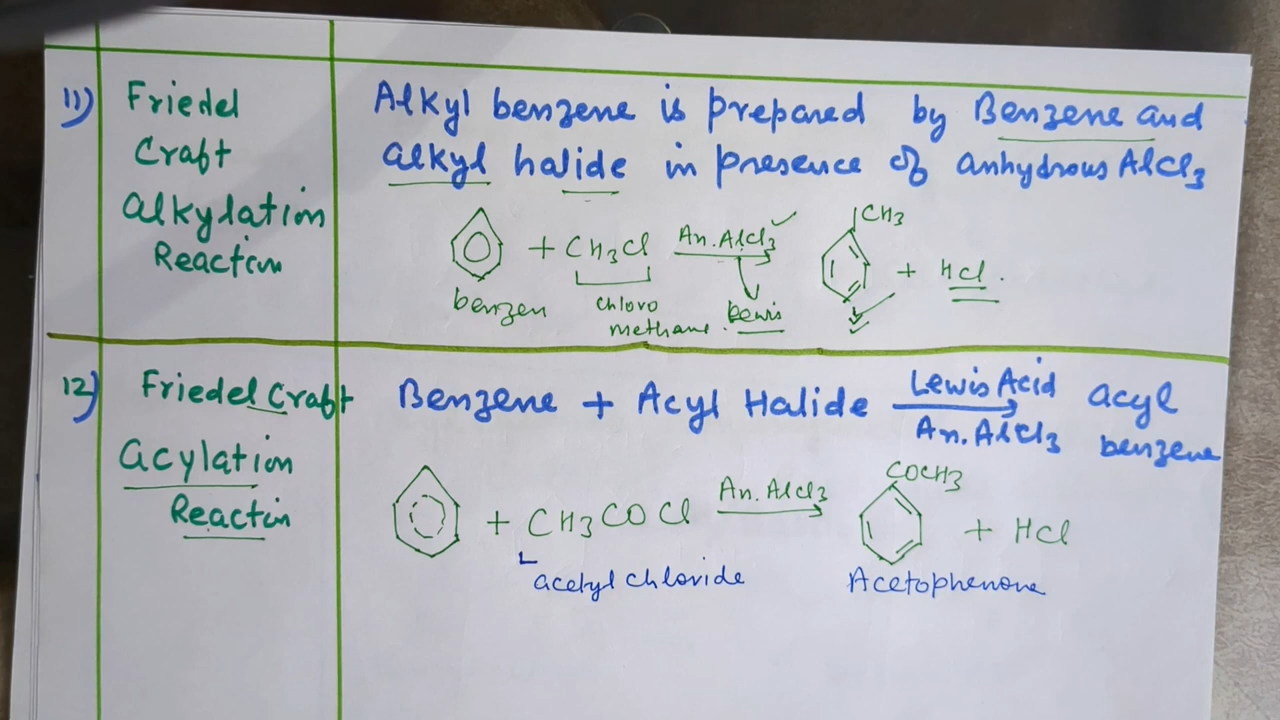 11) Friedel
Craft
Alkylation
Reaction
Alkyl benzene is prepared by Benzene and
alkyl halide in presence of anhydrous AlCl3
+ CH3Cl An. AlCl3 CH3 + HCl.
benzen chloro methane. Lewis
12) Friedel Craft
Acylation
Reaction
Benzene + Acyl Halide Lewis Acid An. AlCl3 acyl benzene
+ CH3COCl An. AlCl3 COCH3 + HCl
acetyl chloride Acetophenone